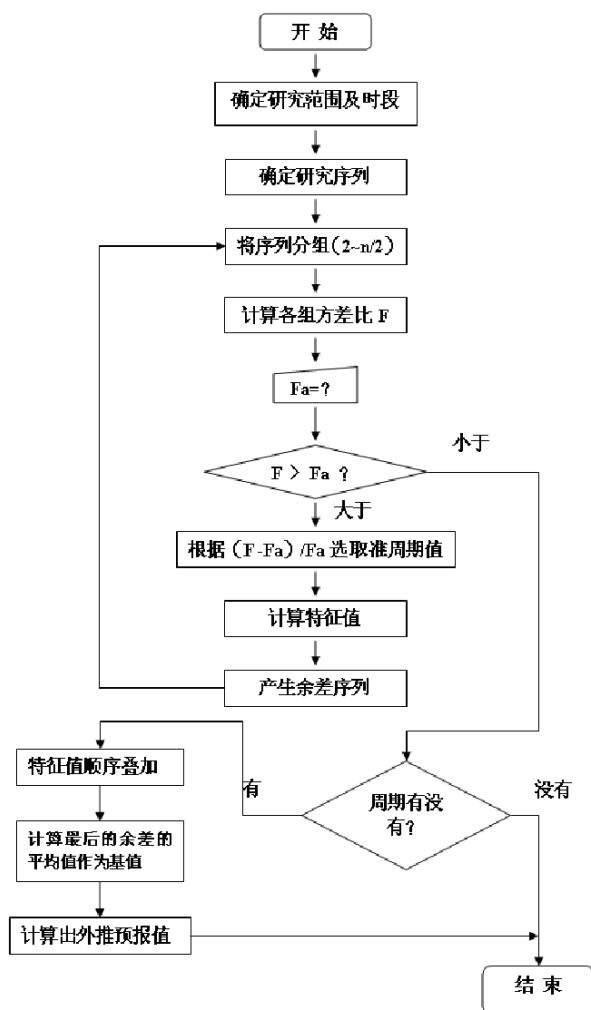 开 始
确定研究范围及时段
确定研究序列
将序列分组(2~n/2)
计算各组方差比 F
Fa=?
小于
F > Fa ?
大于
根据(F-Fa)/Fa 选取准周期值
计算特征值
产生余差序列
特征值顺序叠加
有
周期有没
有?
没有
计算最后的余差的
平均值作为基值
计算出外推预报值
结 束